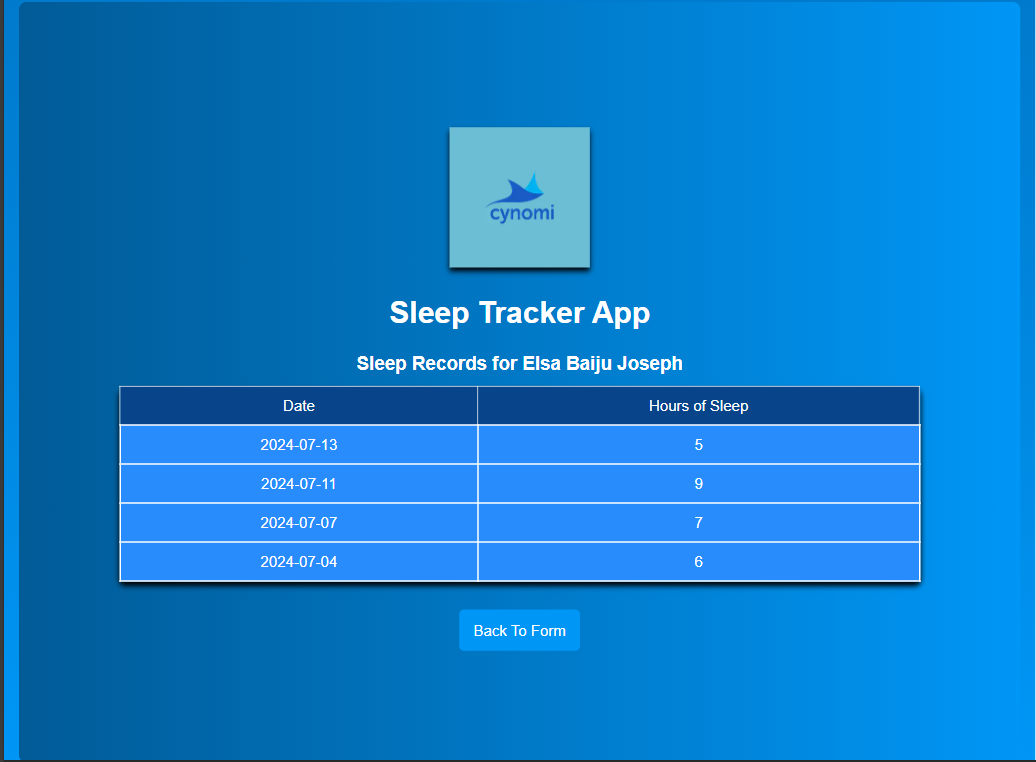 cynomi
Sleep Tracker App
Sleep Records for Elsa Baiju Joseph
Date Hours of Sleep
2024-07-13 5
2024-07-11 9
2024-07-07 7
2024-07-04 6
Back To Form